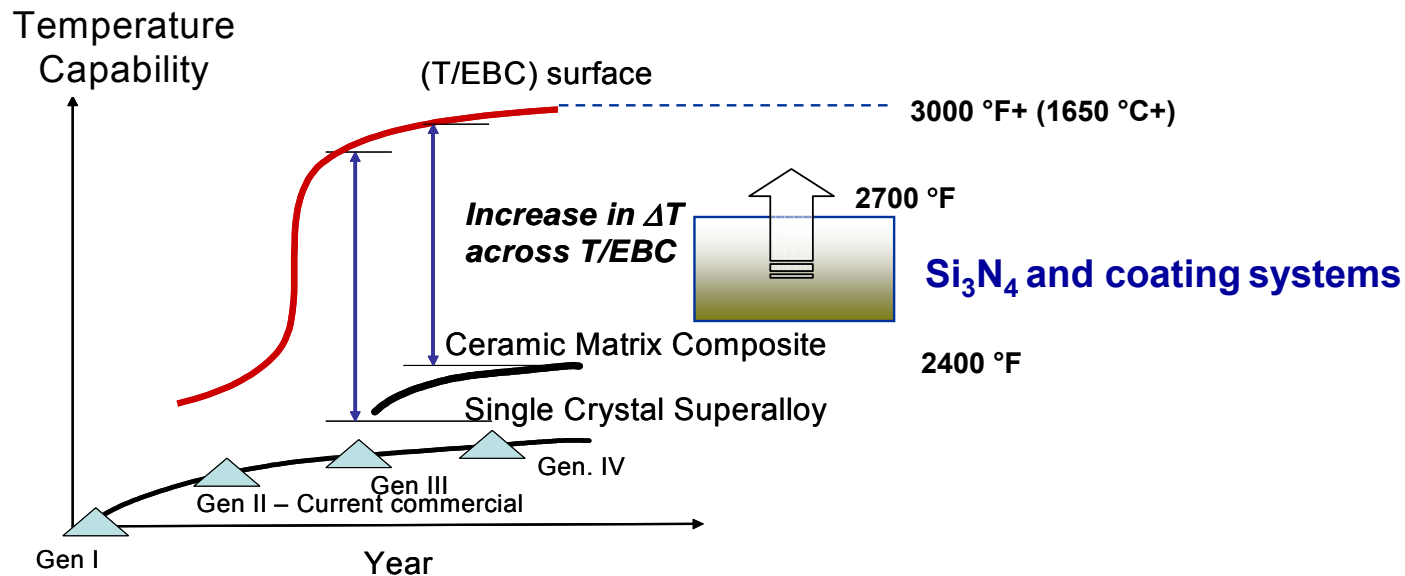 Temperature
Capability
(T/EBC) surface
3000 °F+ (1650 °C+)
2700 °F
Increase in ΔT
across T/EBC
Si₃N₄ and coating systems
Ceramic Matrix Composite
2400 °F
Single Crystal Superalloy
Gen. IV
Gen III
Gen II – Current commercial
Gen I
Year